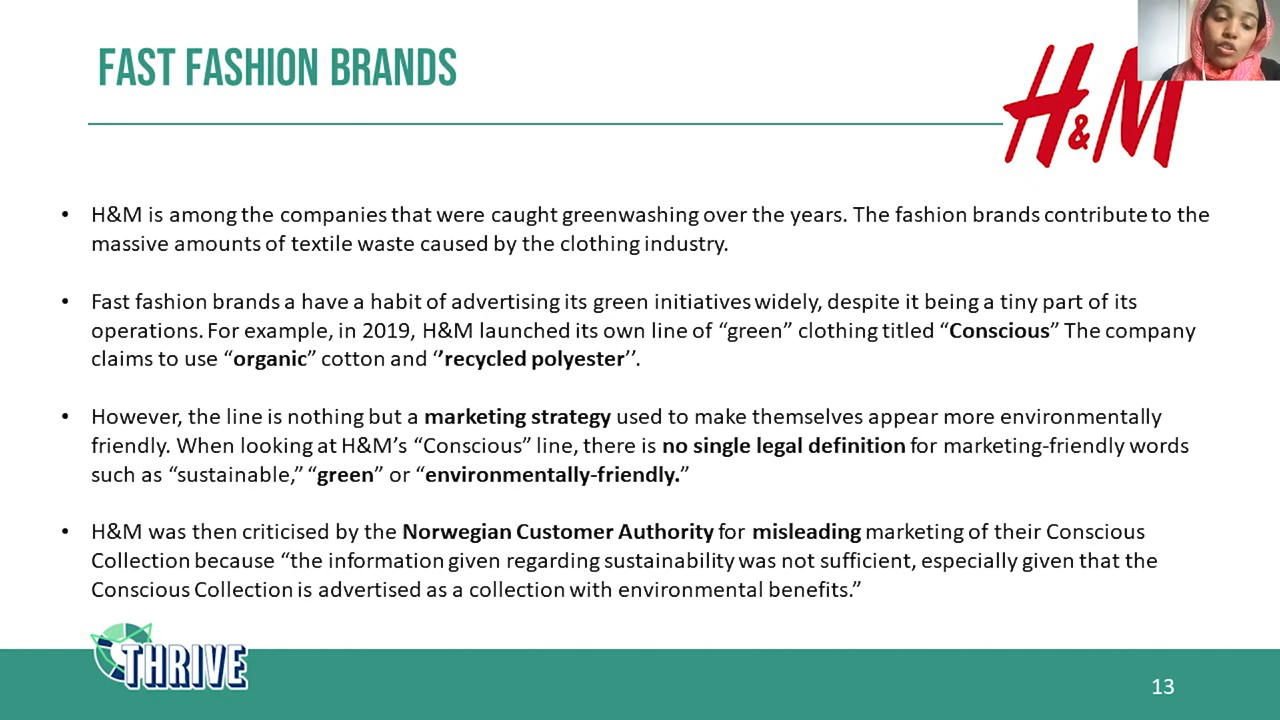 FAST FASHION BRANDS
H&M
• H&M is among the companies that were caught greenwashing over the years. The fashion brands contribute to the
massive amounts of textile waste caused by the clothing industry.
• Fast fashion brands a have a habit of advertising its green initiatives widely, despite it being a tiny part of its
operations. For example, in 2019, H&M launched its own line of “green” clothing titled “Conscious” The company
claims to use “organic” cotton and ‘’recycled polyester’’.
• However, the line is nothing but a marketing strategy used to make themselves appear more environmentally
friendly. When looking at H&M’s “Conscious” line, there is no single legal definition for marketing-friendly words
such as “sustainable,” “green” or “environmentally-friendly.”
• H&M was then criticised by the Norwegian Customer Authority for misleading marketing of their Conscious
Collection because “the information given regarding sustainability was not sufficient, especially given that the
Conscious Collection is advertised as a collection with environmental benefits.”
THRIVE
13